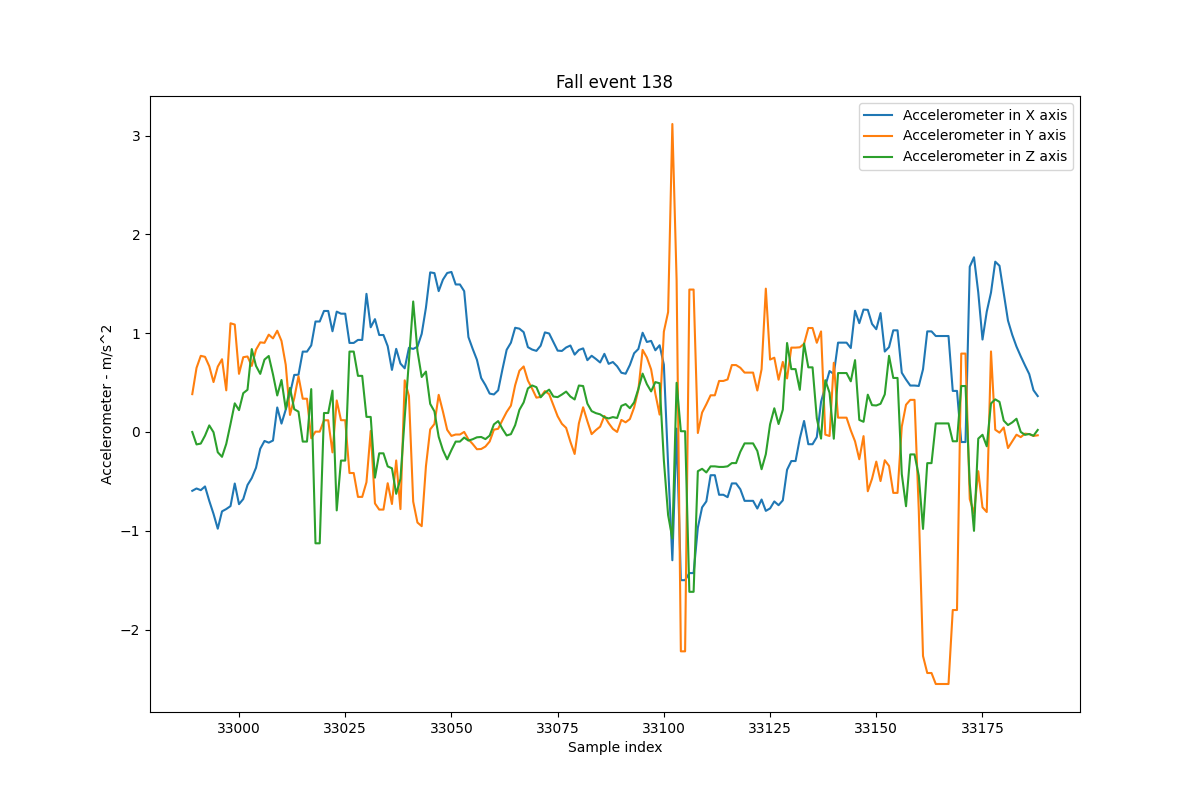 Fall event 138
Accelerometer in X axis
Accelerometer in Y axis
Accelerometer in Z axis
Accelerometer - m/s^2
3
2
1
0
−1
−2
33000 33025 33050 33075 33100 33125 33150 33175
Sample index